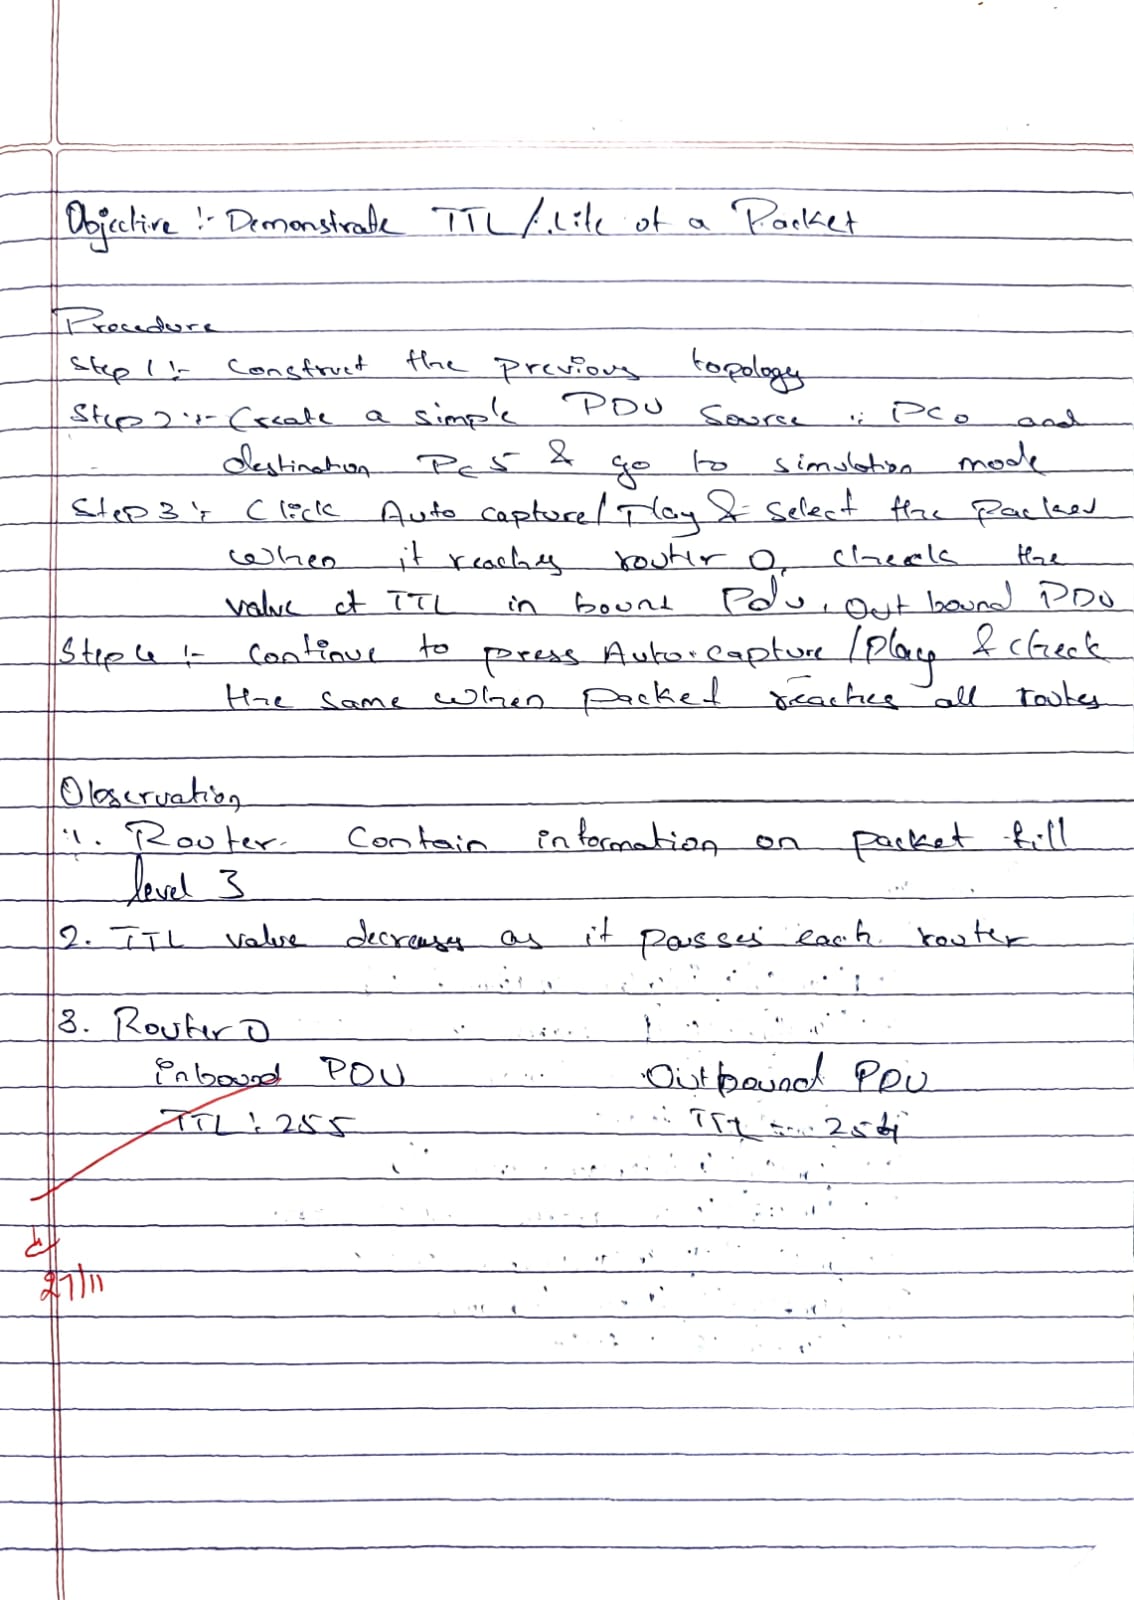 Objective :- Demonstrate TTL / Life of a Packet
Procedure
Step 1 :- Construct the previous topology
Step 2 :- Create a simple PDU Source : PC0 and
destination PC5 & go to simulation mode
Step 3 :- Click Auto capture / Play & Select the Packet
When it reaches router 0, checks the
value of TTL in bound Pdu, Out bound PDU
Step 4 :- Continue to press Auto-capture / Play & check
the same when packet reaches all routes
Observation
1. Router Contain information on packet till
level 3
2. TTL value decreases as it passes each router
3. Router 0
inbound PDU Outbound PDU
TTL : 255 TTL : 254
27/11